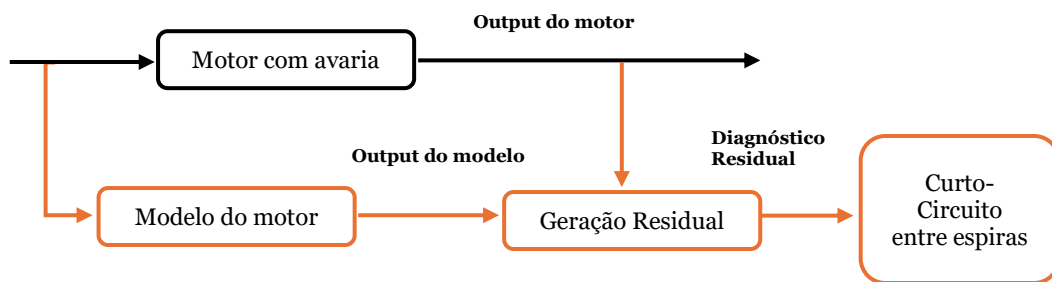 Output do motor
Motor com avaria
Output do modelo
Diagnóstico
Residual
Modelo do motor
Geração Residual
Curto-
Circuito
entre espiras